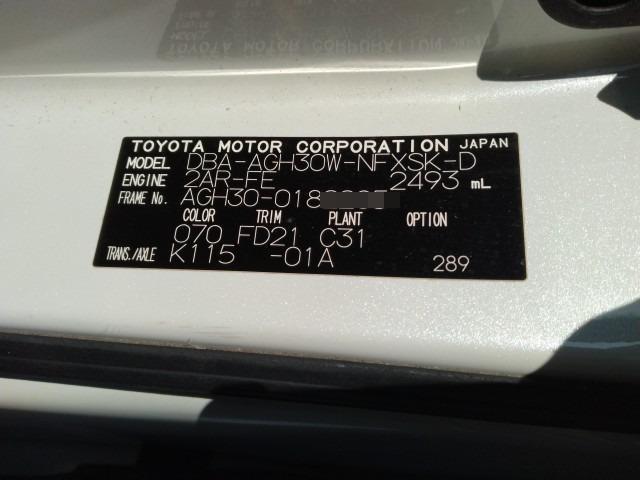 TOYOTA MOTOR CORPORATION JAPAN
MODEL DBA-AGH30W-NFXSK-D
ENGINE 2AR-FE 2493 mL
FRAME No. AGH30-018
COLOR TRIM PLANT OPTION
070 FD21 C31
TRANS./AXLE K115 -01A 289